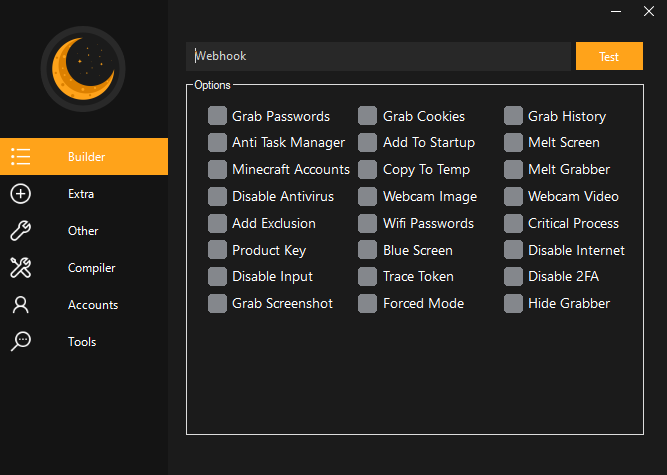 Webhook
Test
Options
Grab Passwords Grab Cookies Grab History
Anti Task Manager Add To Startup Melt Screen
Minecraft Accounts Copy To Temp Melt Grabber
Disable Antivirus Webcam Image Webcam Video
Add Exclusion Wifi Passwords Critical Process
Product Key Blue Screen Disable Internet
Disable Input Trace Token Disable 2FA
Grab Screenshot Forced Mode Hide Grabber
Builder
Extra
Other
Compiler
Accounts
Tools